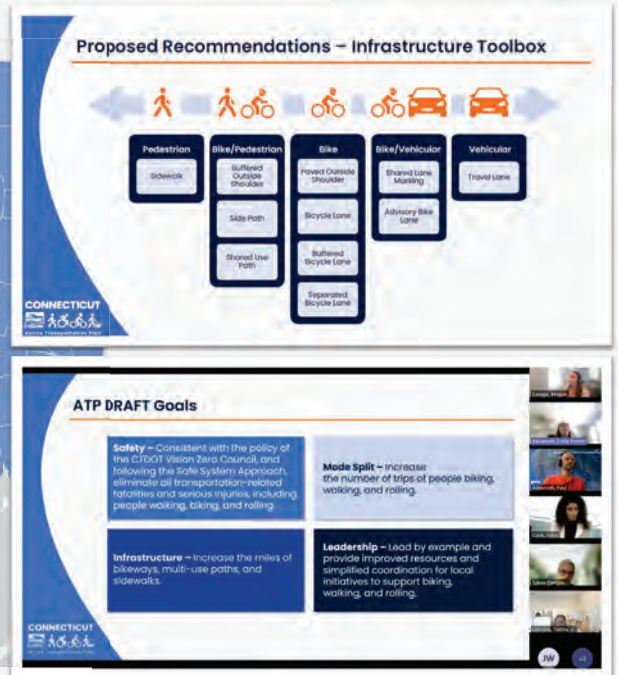 Proposed Recommendations – Infrastructure Toolbox
Pedestrian
Sidewalk
Bike/Pedestrian
Buffered
Outside
Shoulder
Side Path
Shared Use
Path
Bike
Paved Outside
Shoulder
Bicycle Lane
Buffered
Bicycle Lane
Separated
Bicycle Lane
Bike/Vehicular
Shared Lane
Marking
Advisory Bike
Lane
Vehicular
Travel Lane
CONNECTICUT
Active Transportation Plan
ATP DRAFT Goals
Safety – Consistent with the policy of
the CTDOT Vision Zero Council, and
following the Safe System Approach,
eliminate all transportation-related
fatalities and serious injuries, including
people walking, biking, and rolling.
Mode Split – Increase
the number of trips of people biking,
walking, and rolling.
Infrastructure – Increase the miles of
bikeways, multi-use paths, and
sidewalks.
Leadership – Lead by example and
provide improved resources and
simplified coordination for local
initiatives to support biking,
walking, and rolling.
CONNECTICUT
JW